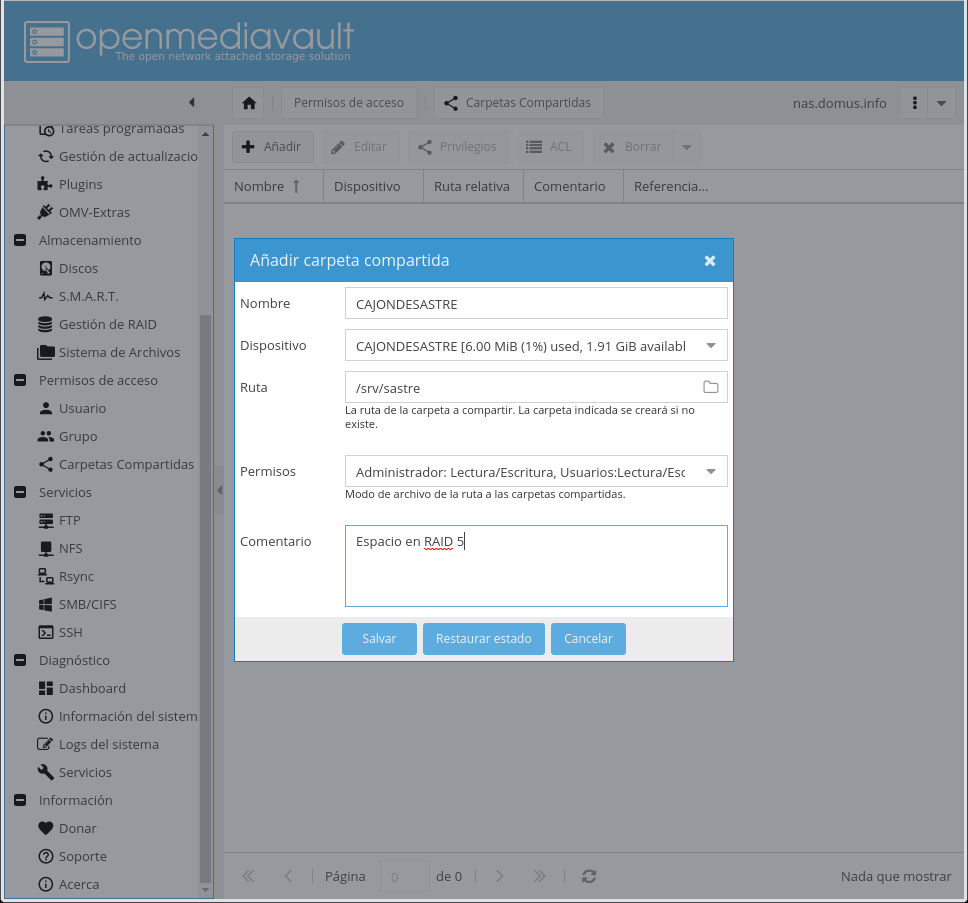 openmediavault
The open network attached storage solution
Permisos de acceso
Carpetas Compartidas
nas.domus.info
Tareas programadas
Gestión de actualizacio
Plugins
OMV-Extras
Almacenamiento
Discos
S.M.A.R.T.
Gestión de RAID
Sistema de Archivos
Permisos de acceso
Usuario
Grupo
Carpetas Compartidas
Servicios
FTP
NFS
Rsync
SMB/CIFS
SSH
Diagnóstico
Dashboard
Información del sistem
Logs del sistema
Servicios
Información
Donar
Soporte
Acerca
Añadir
Editar
Privilegios
ACL
Borrar
Nombre
Dispositivo
Ruta relativa
Comentario
Referencia...
Añadir carpeta compartida
Nombre
CAJONDESASTRE
Dispositivo
CAJONDESASTRE [6.00 MiB (1%) used, 1.91 GiB availabl
Ruta
/srv/sastre
La ruta de la carpeta a compartir. La carpeta indicada se creará si no
existe.
Permisos
Administrador: Lectura/Escritura, Usuarios:Lectura/Esc
Modo de archivo de la ruta a las carpetas compartidas.
Comentario
Espacio en RAID 5
Salvar
Restaurar estado
Cancelar
Página
0
de 0
Nada que mostrar